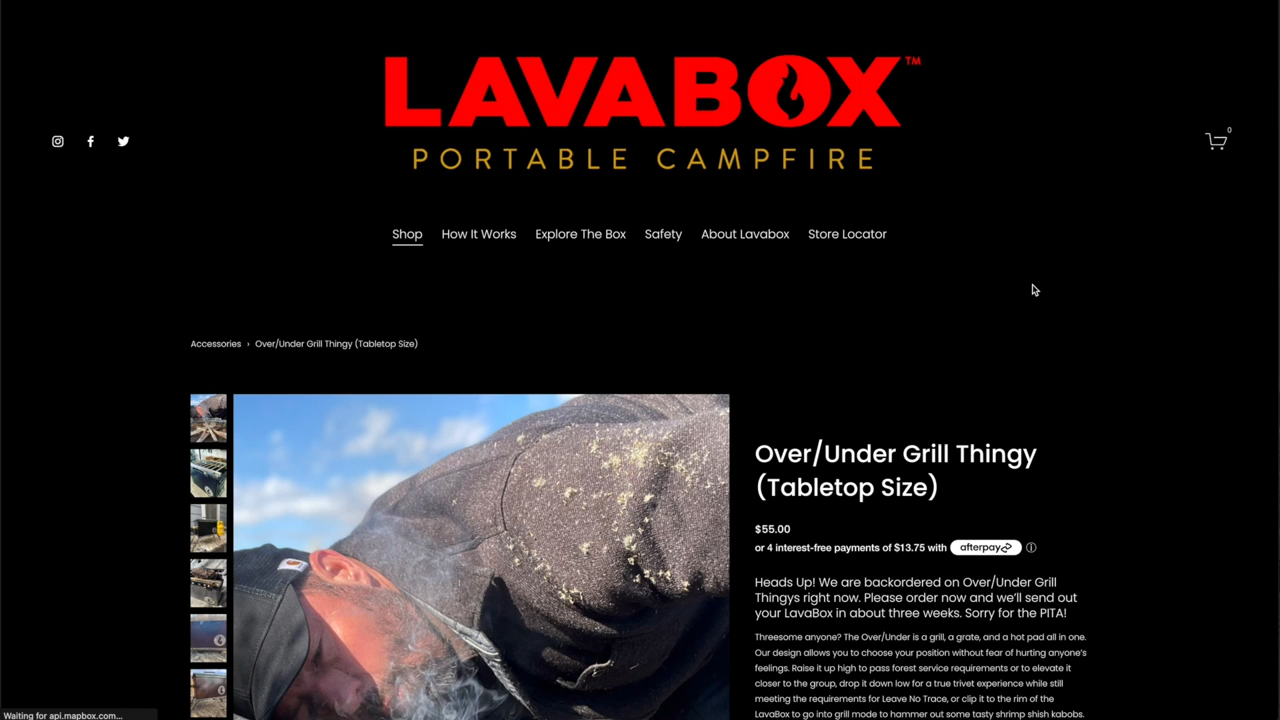 LAVABOX™
PORTABLE CAMPFIRE
0
Shop How It Works Explore The Box Safety About Lavabox Store Locator
Accessories › Over/Under Grill Thingy (Tabletop Size)
Over/Under Grill Thingy
(Tabletop Size)
$55.00
or 4 interest-free payments of $13.75 with afterpay ⓘ
Heads Up! We are backordered on Over/Under Grill
Thingys right now. Please order now and we'll send out
your LavaBox in about three weeks. Sorry for the PITA!
Threesome anyone? The Over/Under is a grill, a grate, and a hot pad all in one.
Our design allows you to choose your position without fear of hurting anyone's
feelings. Raise it up high to pass forest service requirements or to elevate it
closer to the group, drop it down low for a true trivet experience while still
meeting the requirements for Leave No Trace, or clip it to the rim of the
LavaBox to go into grill mode to hammer out some tasty shrimp shish kabobs.
Waiting for api.mapbox.com...